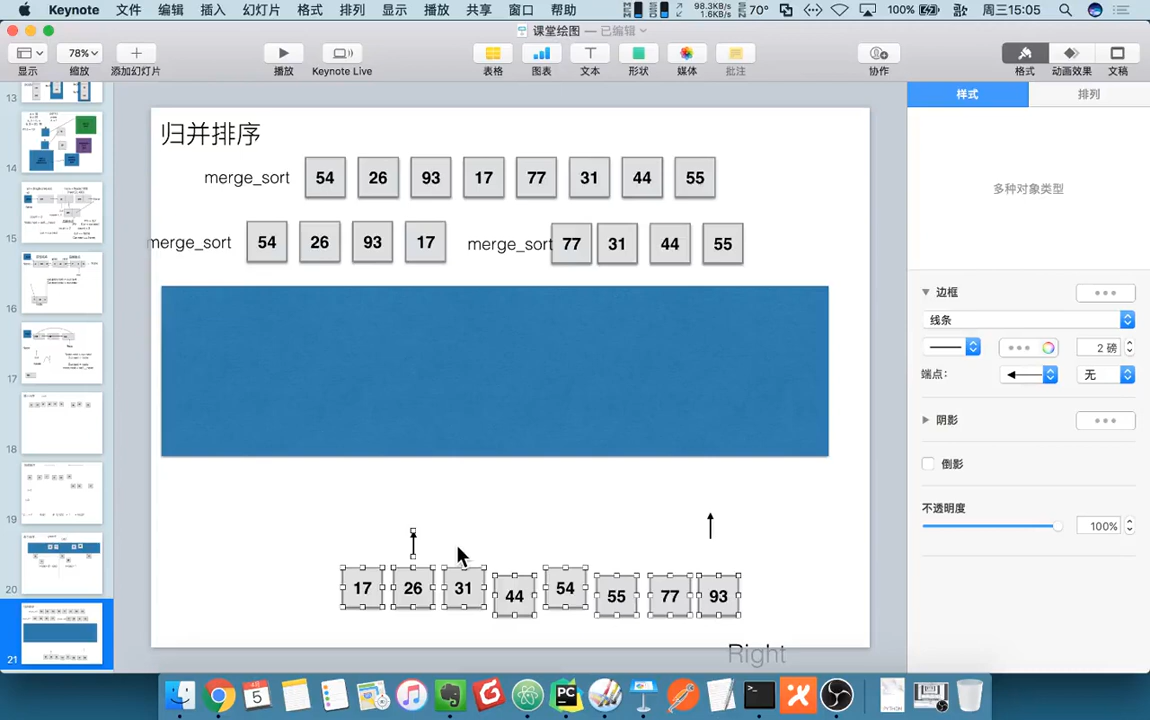 Keynote 文件 编辑 插入 幻灯片 格式 排列 显示 播放 共享 窗口 帮助 98.3KB/s 1.6KB/s 70° 100% 周三15:05
课堂绘图 — 已编辑
78%
显示 缩放 添加幻灯片 播放 Keynote Live 表格 图表 文本 形状 媒体 批注 协作 格式 动画效果 文稿
样式 排列
13
14
15
16
17
18
19
20
21
归并排序
merge_sort 54 26 93 17 77 31 44 55
merge_sort 54 26 93 17 merge_sort 77 31 44 55
17 26 31 44 54 55 77 93
Right
多种对象类型
边框
线条
2 磅
端点: 无
阴影
倒影
不透明度
100%
5
PC
PYTHON